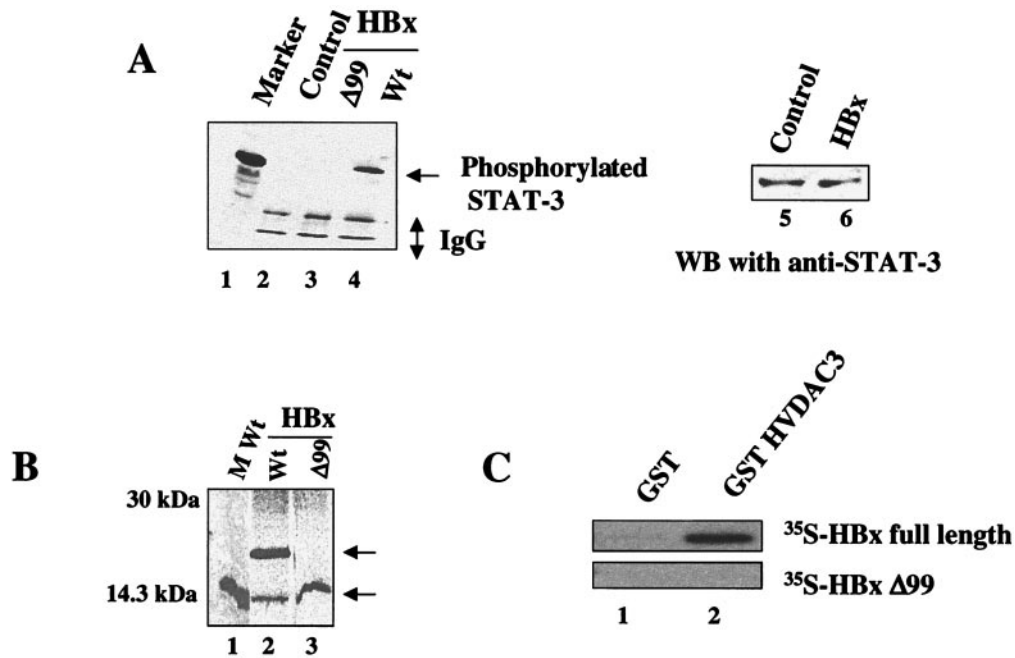 A
Marker
Control
HBx
Δ99
Wt
Phosphorylated
STAT-3
IgG
1 2 3 4
Control
HBx
5 6
WB with anti-STAT-3
B
M Wt
HBx
Wt
Δ99
30 kDa
14.3 kDa
1 2 3
C
GST
GST HVDAC3
³⁵S-HBx full length
³⁵S-HBx Δ99
1 2